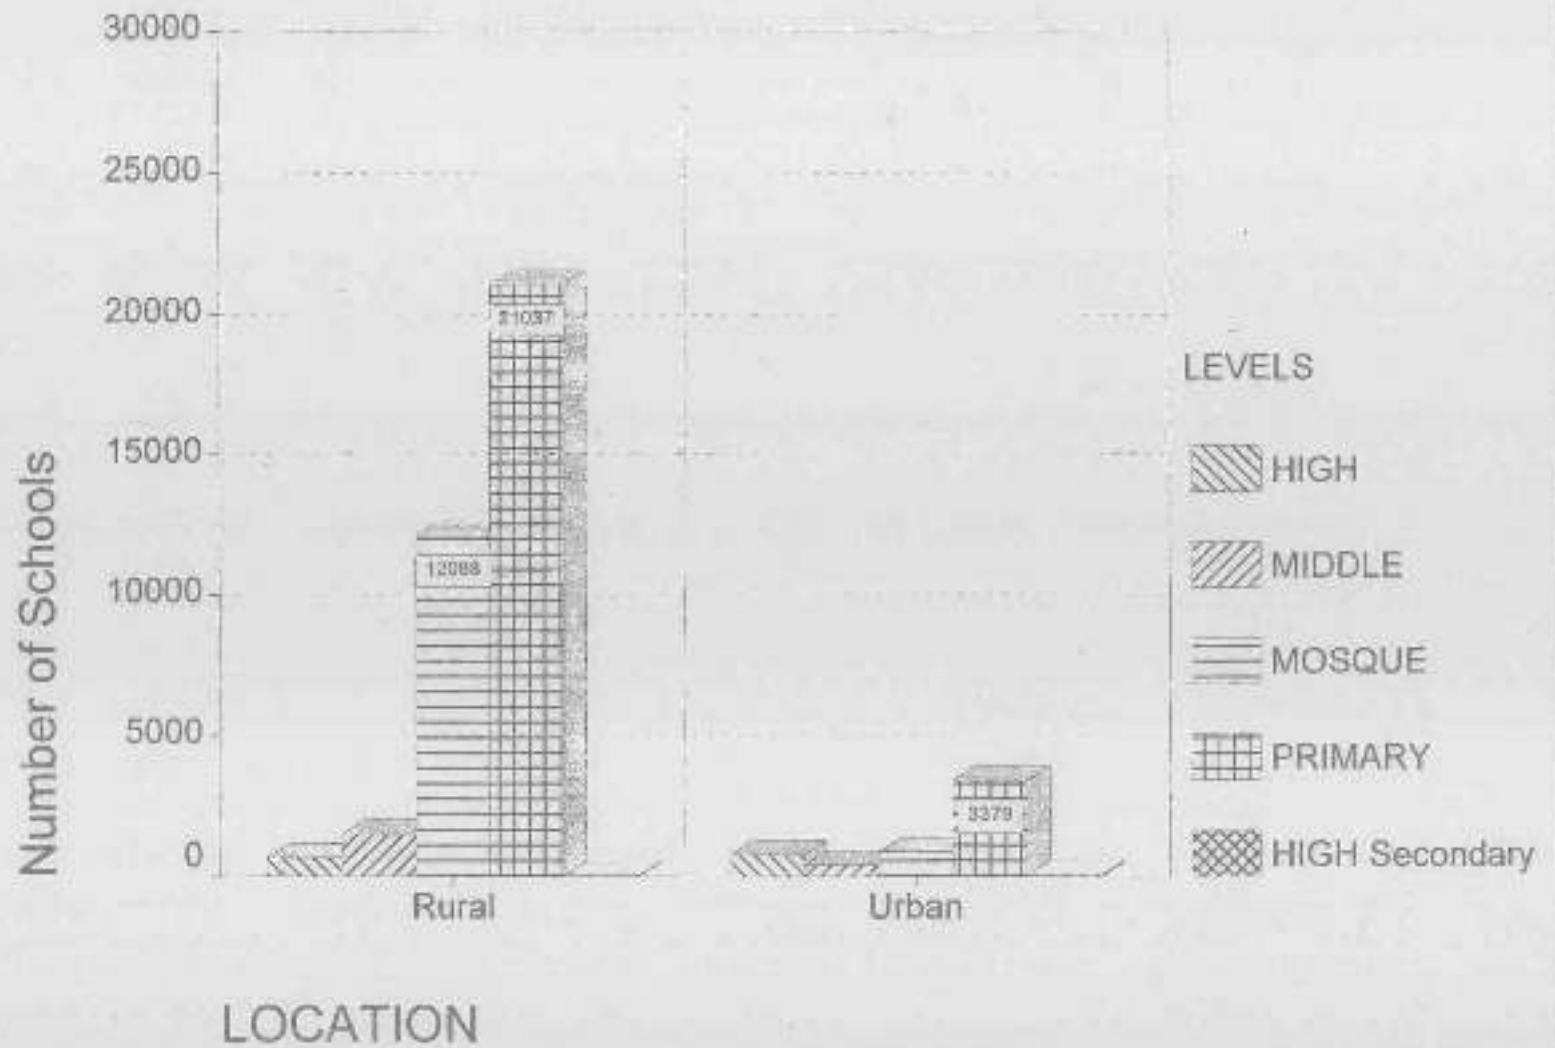 30000
25000
20000
15000
10000
5000
0
Number of Schools
21037
12088
3379
Rural
Urban
LOCATION
LEVELS
HIGH
MIDDLE
MOSQUE
PRIMARY
HIGH Secondary